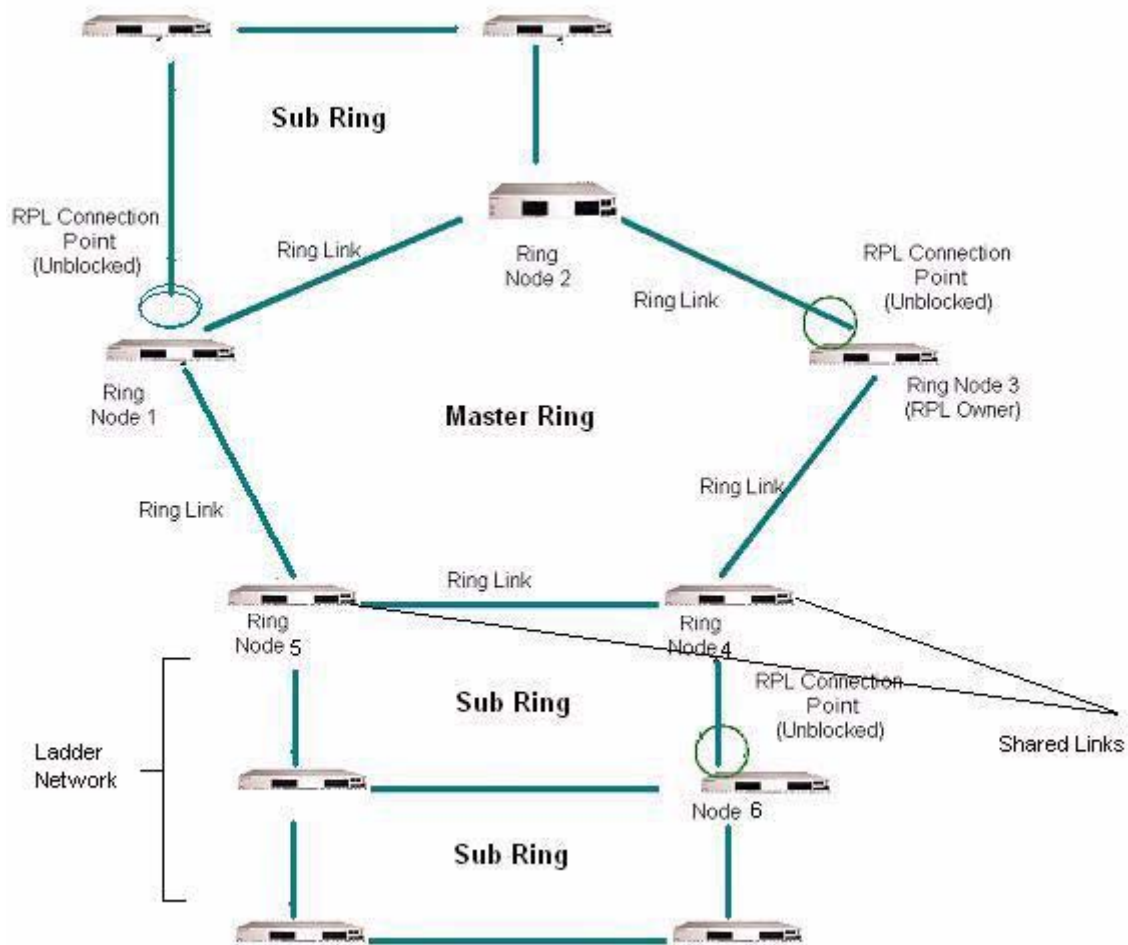 Sub Ring
RPL Connection
Point
(Unblocked)
Ring Link
Ring
Node 2
RPL Connection
Point
(Unblocked)
Ring Link
Ring
Node 1
Ring Node 3
(RPL Owner)
Master Ring
Ring Link
Ring Link
Ring Link
Ring
Node 5
Ring
Node 4
RPL Connection
Point
(Unblocked)
Sub Ring
Shared Links
Ladder
Network
Node 6
Sub Ring